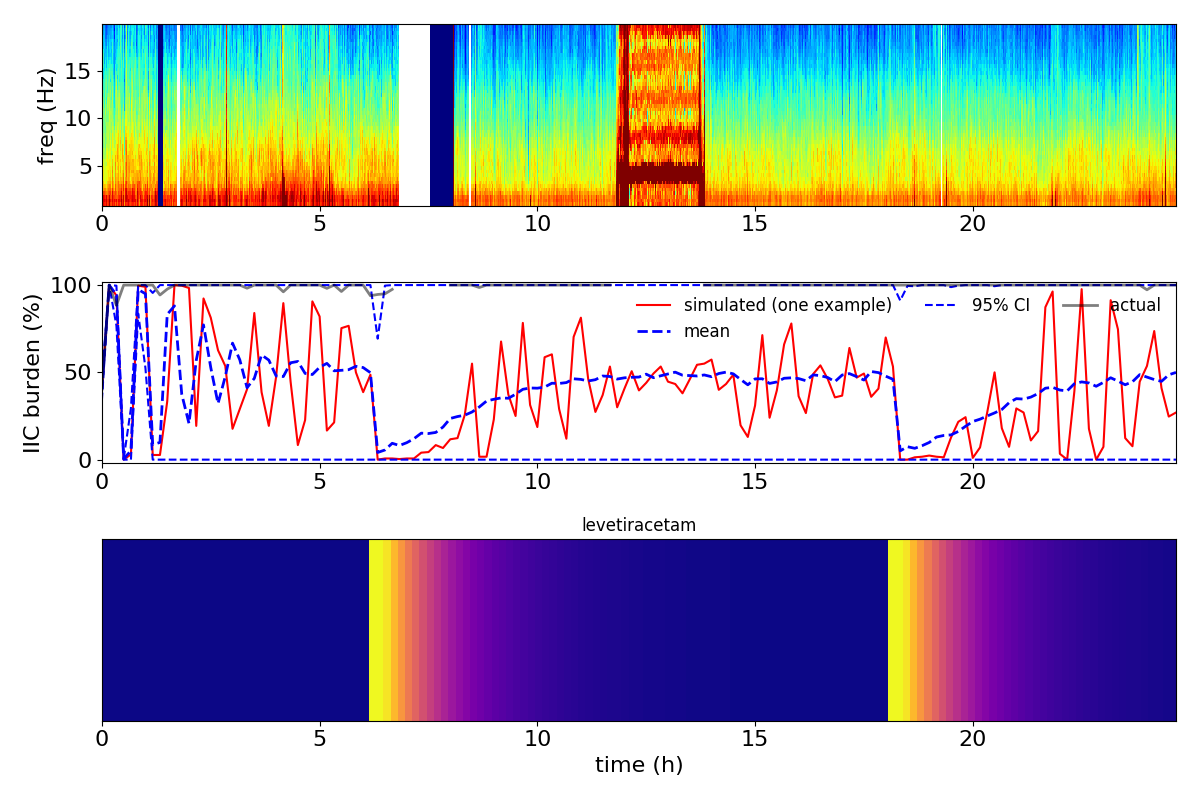 freq (Hz)
15
10
5
0 5 10 15 20
IIC burden (%)
100
50
0
simulated (one example)
mean
95% CI
actual
0 5 10 15 20
levetiracetam
0 5 10 15 20
time (h)